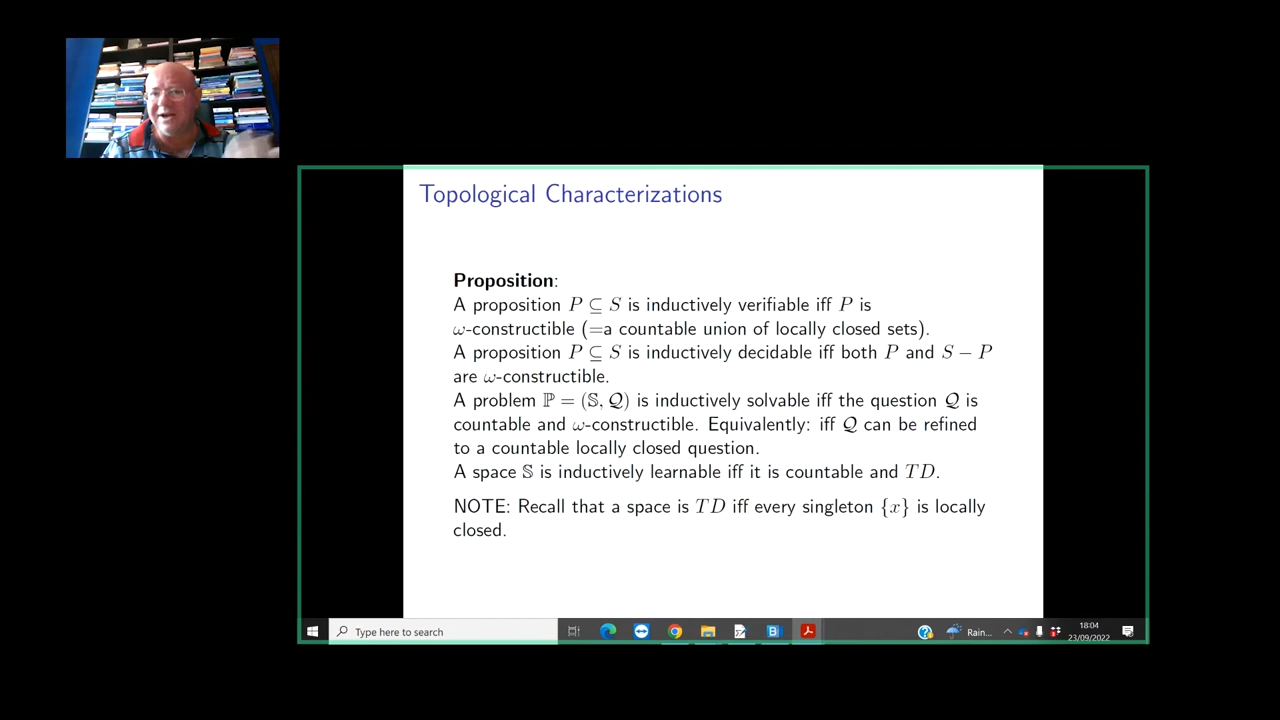 Topological Characterizations
Proposition:
A proposition P ⊆ S is inductively verifiable iff P is
ω-constructible (=a countable union of locally closed sets).
A proposition P ⊆ S is inductively decidable iff both P and S − P
are ω-constructible.
A problem ℙ = (𝕊, 𝒬) is inductively solvable iff the question 𝒬 is
countable and ω-constructible. Equivalently: iff 𝒬 can be refined
to a countable locally closed question.
A space 𝕊 is inductively learnable iff it is countable and TD.
NOTE: Recall that a space is TD iff every singleton {x} is locally
closed.
Type here to search
Rain...
18:04
23/09/2022